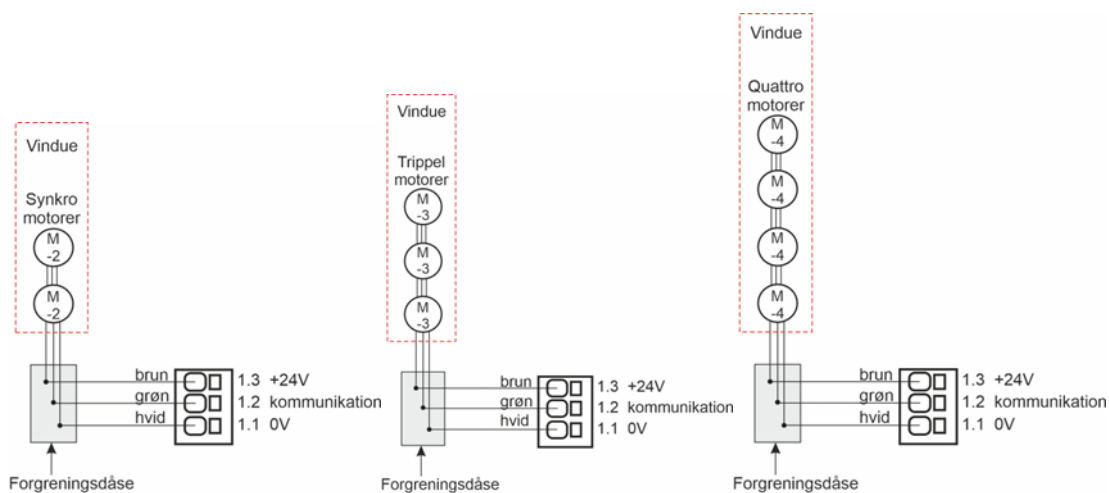 Vindue
Synkro
motorer
M
-2
M
-2
brun
1.3 +24V
grøn
1.2 kommunikation
hvid
1.1 0V
Forgreningsdåse
Vindue
Trippel
motorer
M
-3
M
-3
M
-3
brun
1.3 +24V
grøn
1.2 kommunikation
hvid
1.1 0V
Forgreningsdåse
Vindue
Quattro
motorer
M
-4
M
-4
M
-4
M
-4
brun
1.3 +24V
grøn
1.2 kommunikation
hvid
1.1 0V
Forgreningsdåse